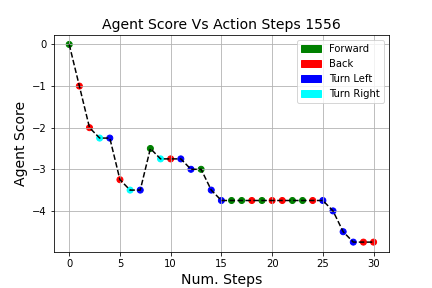 Agent Score Vs Action Steps 1556
Forward
Back
Turn Left
Turn Right
0
−1
−2
−3
−4
Agent Score
0 5 10 15 20 25 30
Num. Steps